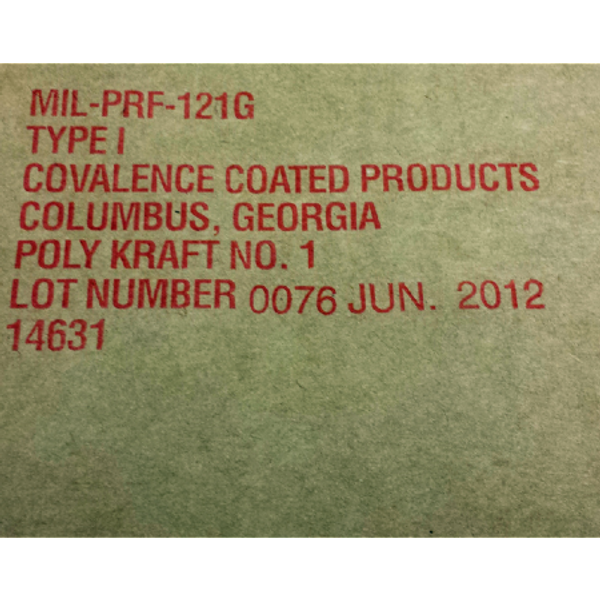 MIL-PRF-121G
TYPE I
COVALENCE COATED PRODUCTS
COLUMBUS, GEORGIA
POLY KRAFT NO. 1
LOT NUMBER 0076 JUN. 2012
14631